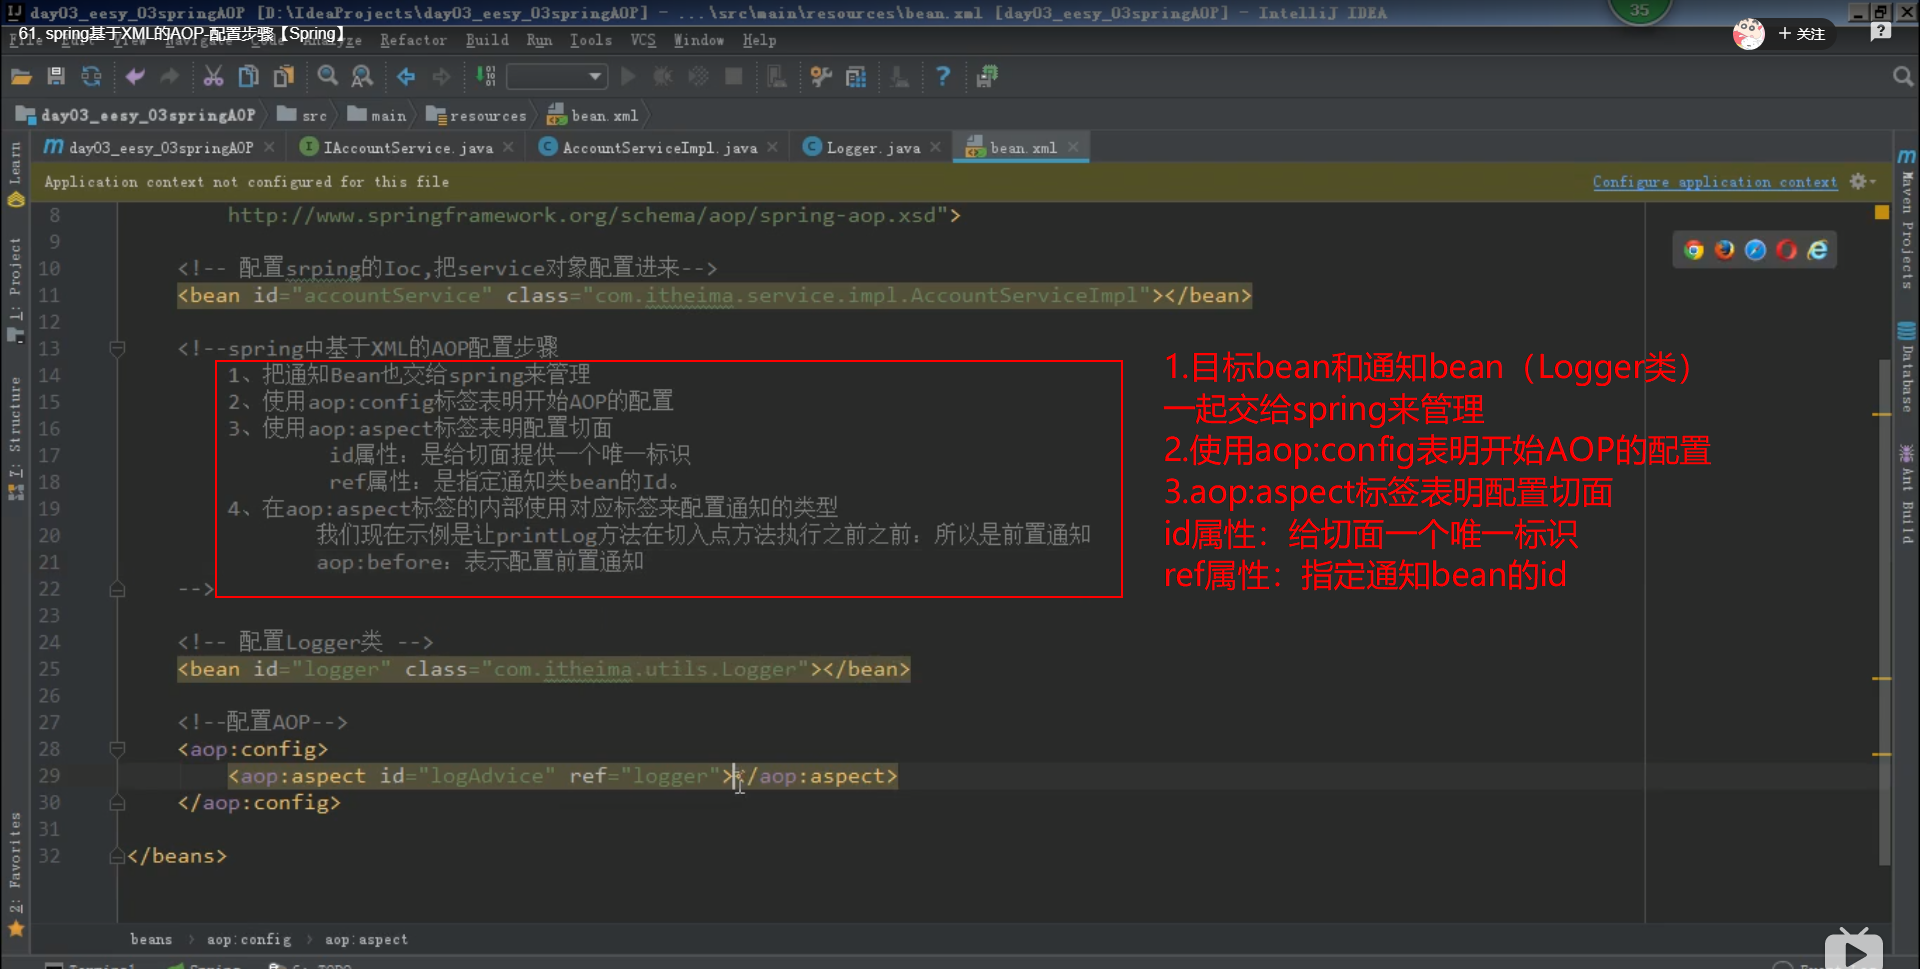 day03_eesy_03springAOP [D:\IdeaProjects\day03_eesy_03springAOP] - ...\src\main\resources\bean.xml [day03_eesy_03springAOP] - IntelliJ IDEA
35
61. spring基于XML的AOP-配置步骤【Spring】
+ 关注
File Edit View Navigate Code Analyze Refactor Build Run Tools VCS Window Help
day03_eesy_03springAOP src main resources bean.xml
day03_eesy_03springAOP IAccountService.java AccountServiceImpl.java Logger.java bean.xml
Application context not configured for this file
Configure application context
8 http://www.springframework.org/schema/aop/spring-aop.xsd">
9
10 <!-- 配置srping的Ioc,把service对象配置进来-->
11 <bean id="accountService" class="com.itheima.service.impl.AccountServiceImpl"></bean>
12
13 <!--spring中基于XML的AOP配置步骤
14 1、把通知Bean也交给spring来管理
15 2、使用aop:config标签表明开始AOP的配置
16 3、使用aop:aspect标签表明配置切面
17 id属性：是给切面提供一个唯一标识
18 ref属性：是指定通知类bean的Id。
19 4、在aop:aspect标签的内部使用对应标签来配置通知的类型
20 我们现在示例是让printLog方法在切入点方法执行之前之前：所以是前置通知
21 aop:before：表示配置前置通知
22 -->
23
24 <!-- 配置Logger类 -->
25 <bean id="logger" class="com.itheima.utils.Logger"></bean>
26
27 <!--配置AOP-->
28 <aop:config>
29 <aop:aspect id="logAdvice" ref="logger"></aop:aspect>
30 </aop:config>
31
32 </beans>
1.目标bean和通知bean（Logger类）
一起交给spring来管理
2.使用aop:config表明开始AOP的配置
3.aop:aspect标签表明配置切面
id属性：给切面一个唯一标识
ref属性：指定通知bean的id
Learn
1: Project
7: Structure
2: Favorites
Maven Projects
Database
Ant Build
beans aop:config aop:aspect
Terminal Spring 6: TODO